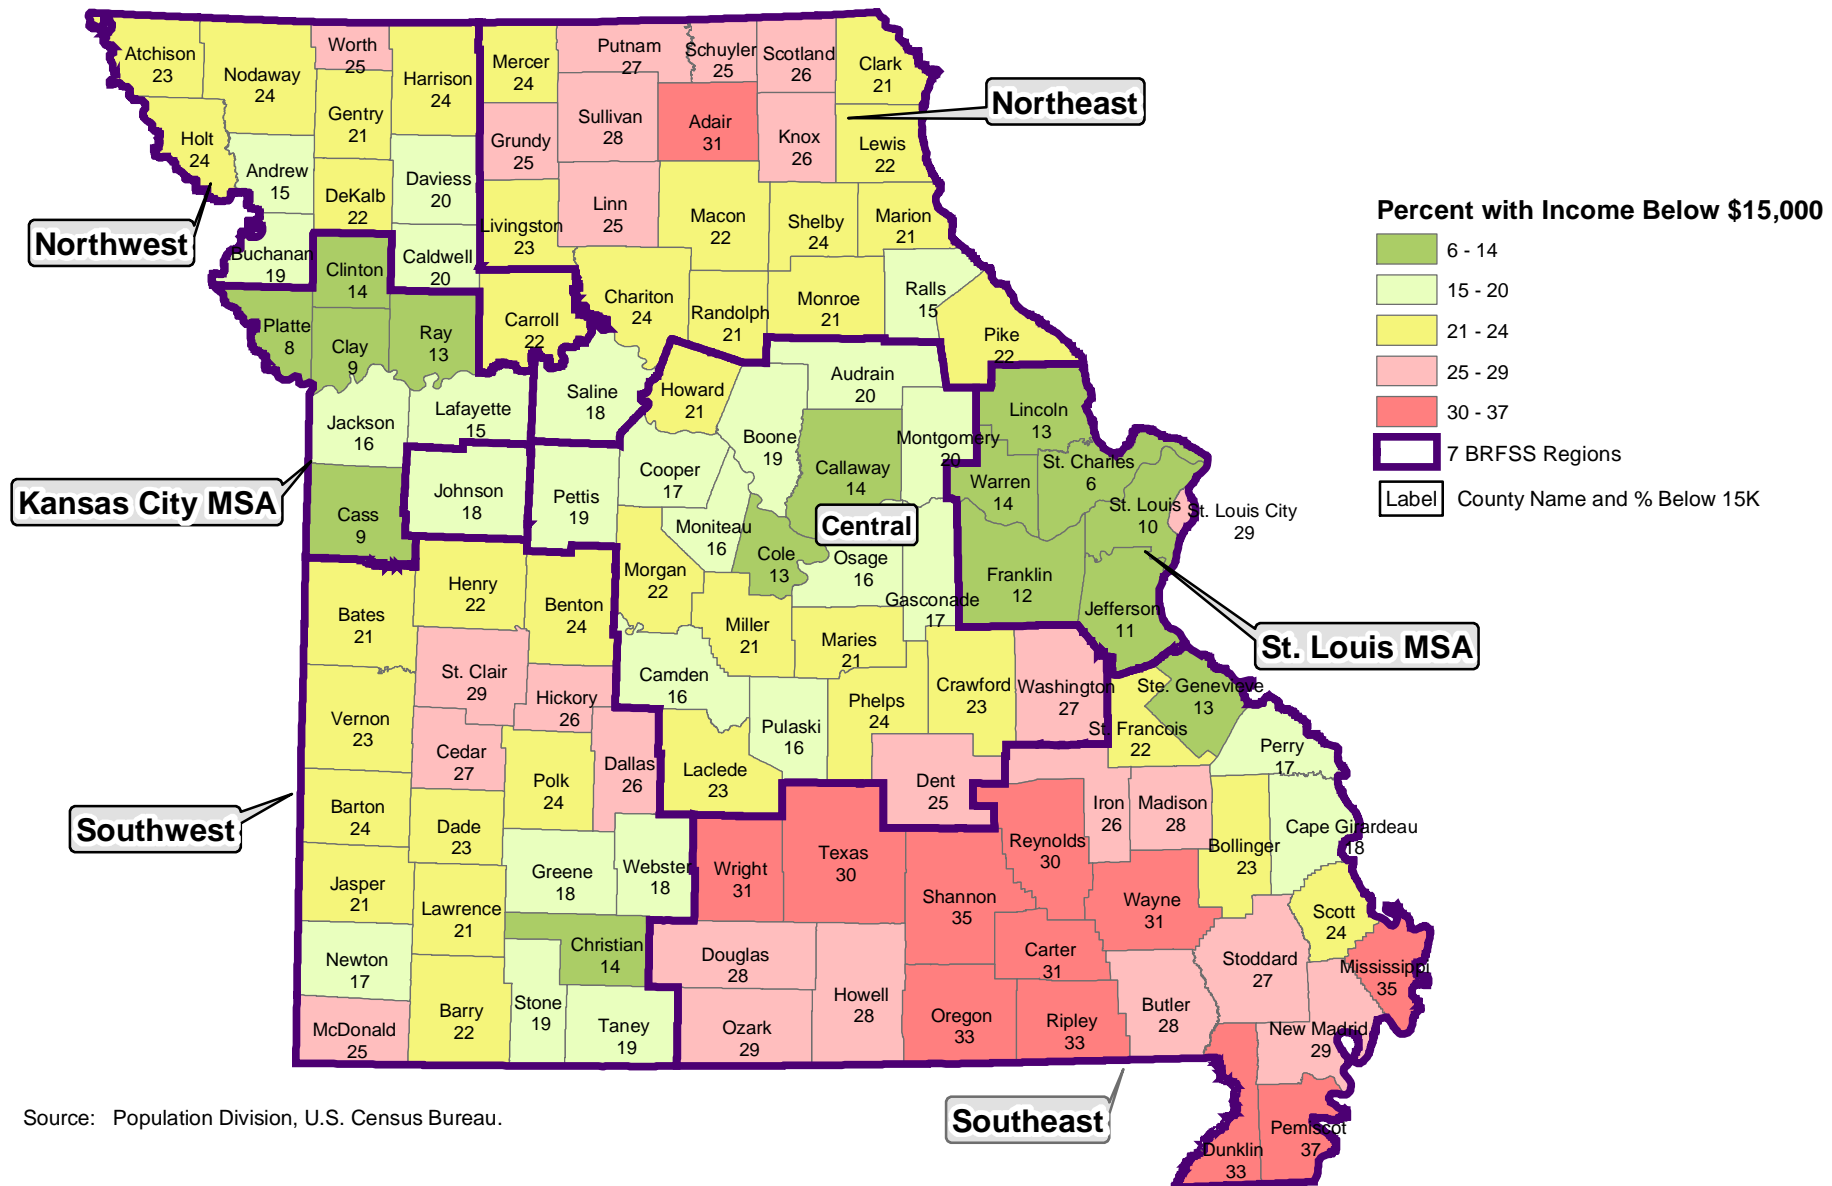 Atchison
23
Nodaway
24
Worth
25
Harrison
24
Mercer
24
Putnam
27
Schuyler
25
Scotland
26
Clark
21
Northeast
Gentry
21
Holt
24
Sullivan
28
Adair
31
Grundy
25
Knox
26
Lewis
22
Andrew
15
DeKalb
22
Daviess
20
Linn
25
Livingston
23
Macon
22
Shelby
24
Marion
21
Northwest
Buchanan
19
Clinton
14
Caldwell
20
Chariton
24
Randolph
21
Monroe
21
Ralls
15
Pike
22
Platte
8
Clay
9
Ray
13
Carroll
22
Percent with Income Below $15,000
6 - 14
15 - 20
21 - 24
25 - 29
30 - 37
7 BRFSS Regions
Label
County Name and % Below 15K
Saline
18
Howard
21
Audrain
20
Lincoln
13
Jackson
16
Lafayette
15
Boone
19
Callaway
14
Montgomery
20
Warren
14
St. Charles
6
St. Louis
10
St. Louis City
29
Kansas City MSA
Cass
9
Johnson
18
Pettis
19
Cooper
17
Moniteau
16
Central
Cole
13
Osage
16
Gasconade
17
Franklin
12
Jefferson
11
St. Louis MSA
Bates
21
Henry
22
Benton
24
Morgan
22
Miller
21
Maries
21
St. Clair
29
Hickory
26
Camden
16
Pulaski
16
Phelps
24
Crawford
23
Washington
27
Ste. Genevieve
13
St. Francois
22
Perry
17
Vernon
23
Cedar
27
Polk
24
Dallas
26
Laclede
23
Dent
25
Iron
26
Madison
28
Southwest
Barton
24
Dade
23
Greene
18
Webster
18
Wright
31
Texas
30
Shannon
35
Reynolds
30
Wayne
31
Bollinger
23
Cape Girardeau
18
Jasper
21
Lawrence
21
Christian
14
Douglas
28
Howell
28
Carter
31
Scott
24
Stoddard
27
Mississippi
35
Newton
17
McDonald
25
Barry
22
Stone
19
Taney
19
Ozark
29
Oregon
33
Ripley
33
Butler
28
New Madrid
29
Southeast
Dunklin
33
Pemiscot
37
Source: Population Division, U.S. Census Bureau.